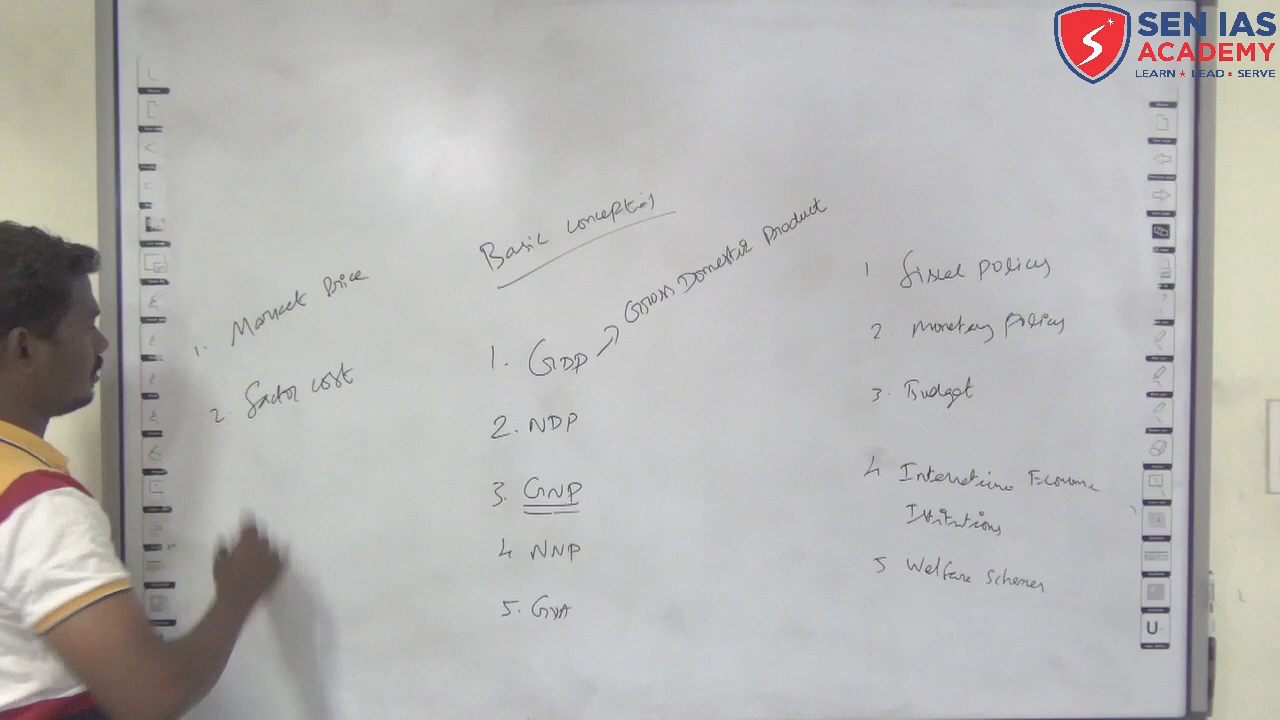 SEN IAS
ACADEMY
LEARN ★ LEAD ★ SERVE
Basic Concepts
1. Market Price
2. factor cost
1. GDP → Gross Domestic Product
2. NDP
3. GNP
4 NNP
5. GVA
1. fiscal policy
2. Monetary policy
3. Budget
4 Economic
5 Welfare Schemes
U